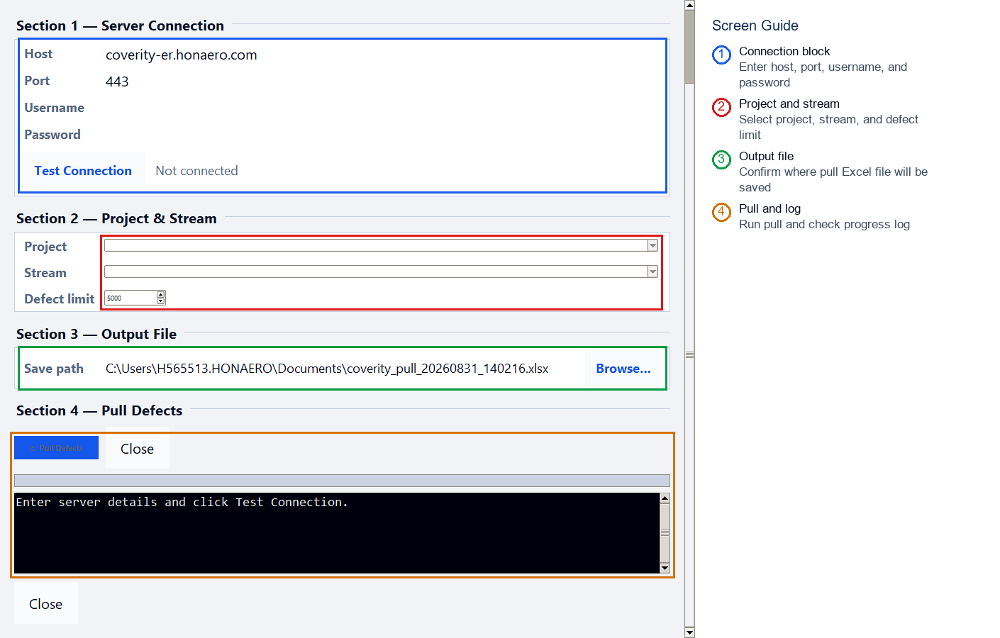 Section 1 — Server Connection
Host coverity-er.honaero.com
Port 443
Username
Password
Test Connection Not connected
Section 2 — Project & Stream
Project
Stream
Defect limit 5000
Section 3 — Output File
Save path C:\Users\H565513.HONAERO\Documents\coverity_pull_20260831_140216.xlsx Browse...
Section 4 — Pull Defects
Pull Defects Close
Enter server details and click Test Connection.
Close
Screen Guide
1 Connection block
Enter host, port, username, and
password
2 Project and stream
Select project, stream, and defect
limit
3 Output file
Confirm where pull Excel file will be
saved
4 Pull and log
Run pull and check progress log